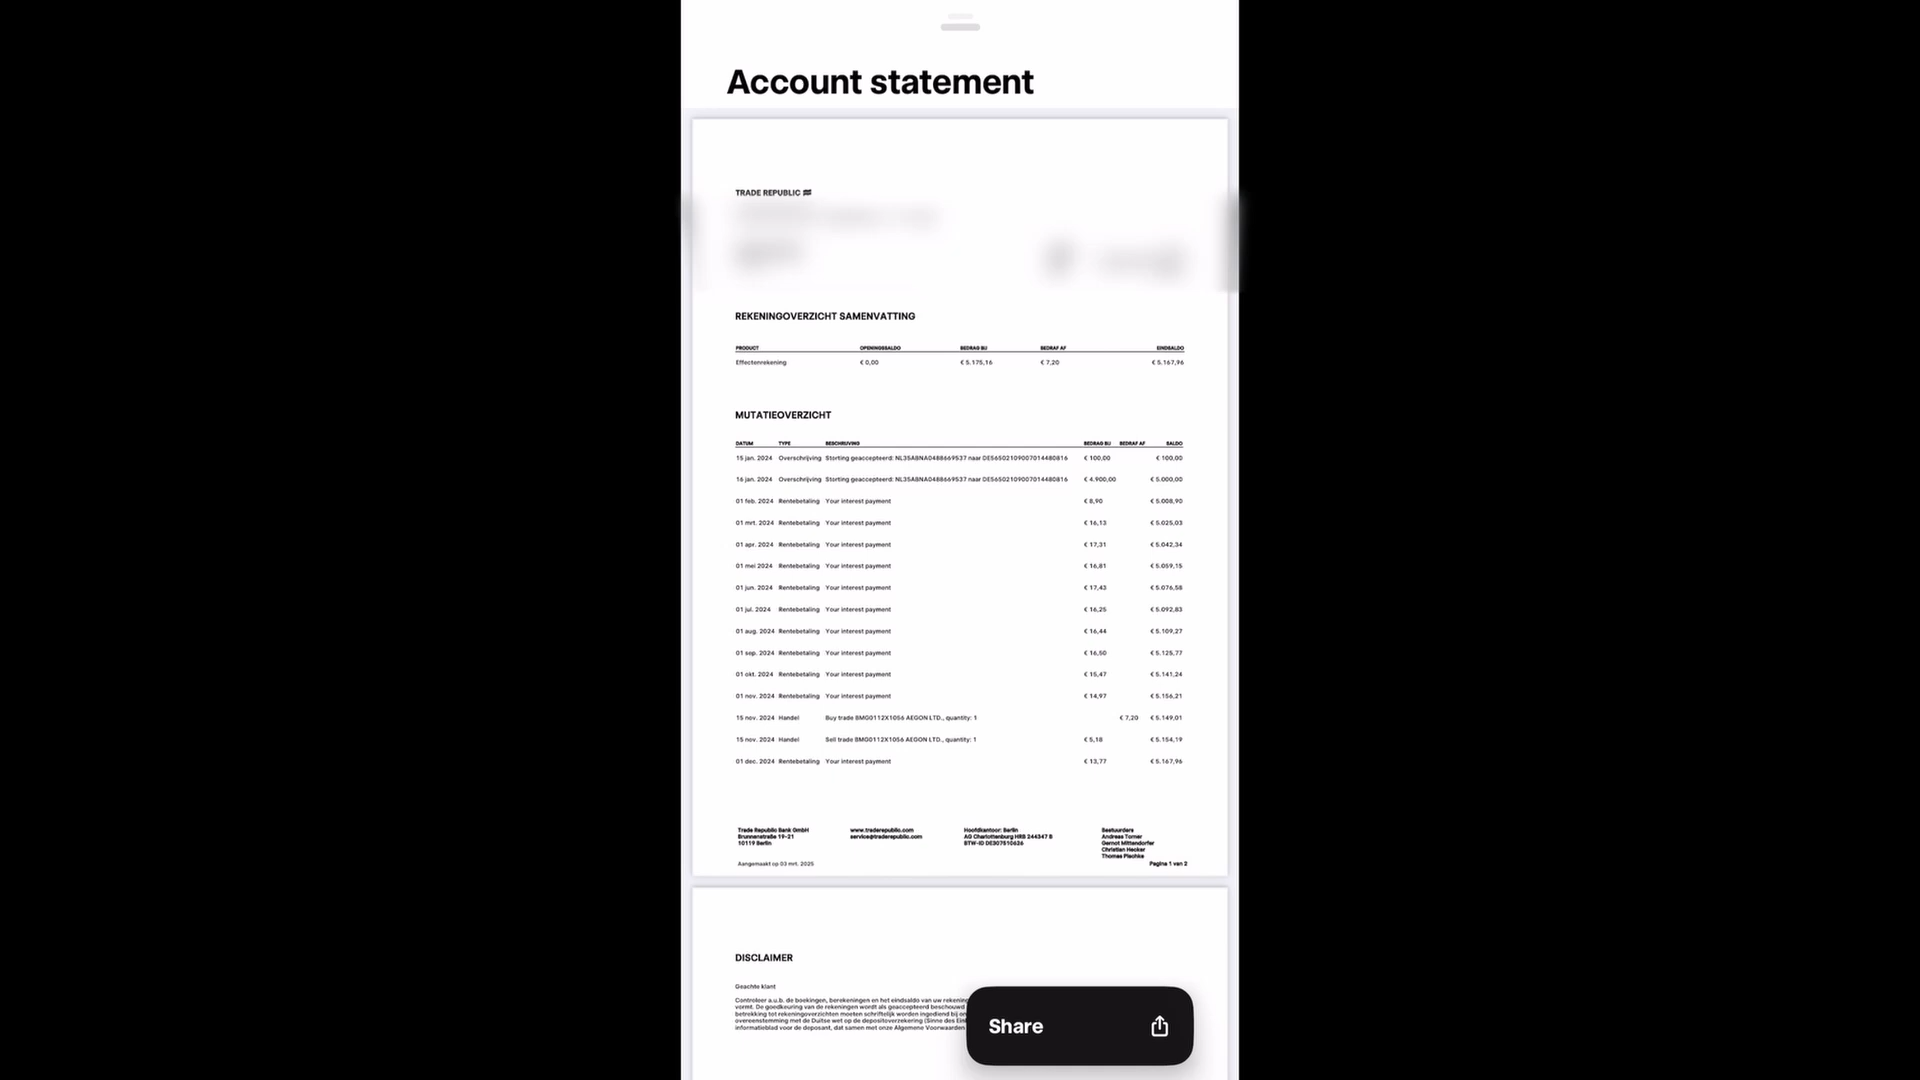 Account statement
TRADE REPUBLIC
REKENINGOVERZICHT SAMENVATTING
PRODUCT OPENINGSSALDO BEDRAG BIJ BEDRAF AF EINDSALDO
Effectenrekening € 0,00 € 5.175,16 € 7,20 € 5.167,96
MUTATIEOVERZICHT
DATUM TYPE BESCHRIJVING BEDRAG BIJ BEDRAF AF SALDO
15 jan. 2024 Overschrijving Storting geaccepteerd: NL35ABNA0488669537 naar DE56502109007014480816 € 100,00 € 100,00
16 jan. 2024 Overschrijving Storting geaccepteerd: NL35ABNA0488669537 naar DE56502109007014480816 € 4.900,00 € 5.000,00
01 feb. 2024 Rentebetaling Your interest payment € 8,90 € 5.008,90
01 mrt. 2024 Rentebetaling Your interest payment € 16,13 € 5.025,03
01 apr. 2024 Rentebetaling Your interest payment € 17,31 € 5.042,34
01 mei 2024 Rentebetaling Your interest payment € 16,81 € 5.059,15
01 jun. 2024 Rentebetaling Your interest payment € 17,43 € 5.076,58
01 jul. 2024 Rentebetaling Your interest payment € 16,25 € 5.092,83
01 aug. 2024 Rentebetaling Your interest payment € 16,44 € 5.109,27
01 sep. 2024 Rentebetaling Your interest payment € 16,50 € 5.125,77
01 okt. 2024 Rentebetaling Your interest payment € 15,47 € 5.141,24
01 nov. 2024 Rentebetaling Your interest payment € 14,97 € 5.156,21
15 nov. 2024 Handel Buy trade BMG0112X1056 AEGON LTD., quantity: 1 € 7,20 € 5.149,01
15 nov. 2024 Handel Sell trade BMG0112X1056 AEGON LTD., quantity: 1 € 5,18 € 5.154,19
01 dec. 2024 Rentebetaling Your interest payment € 13,77 € 5.167,96
Trade Republic Bank GmbH www.traderepublic.com Hoofdkantoor: Berlin Bestuurders
Brunnenstraße 19-21 service@traderepublic.com AG Charlottenburg HRB 244347 B Andreas Torner
10119 Berlin BTW-ID DE307510626 Gernot Mittendorfer
Christian Hecker
Thomas Pischke
Aangemaakt op 03 mrt. 2025 Pagina 1 van 2
DISCLAIMER
Geachte klant
Controleer a.u.b. de boekingen, berekeningen en het eindsaldo van uw rekening
vormt. De goedkeuring van de rekeningen wordt als geaccepteerd beschouwd
betrekking tot rekeningoverzichten moeten schriftelijk worden ingediend bij on
overeenstemming met de Duitse wet op de depositoverzekering (Sinne des Einl
informatieblad voor de deposant, dat samen met onze Algemene Voorwaarden
Share